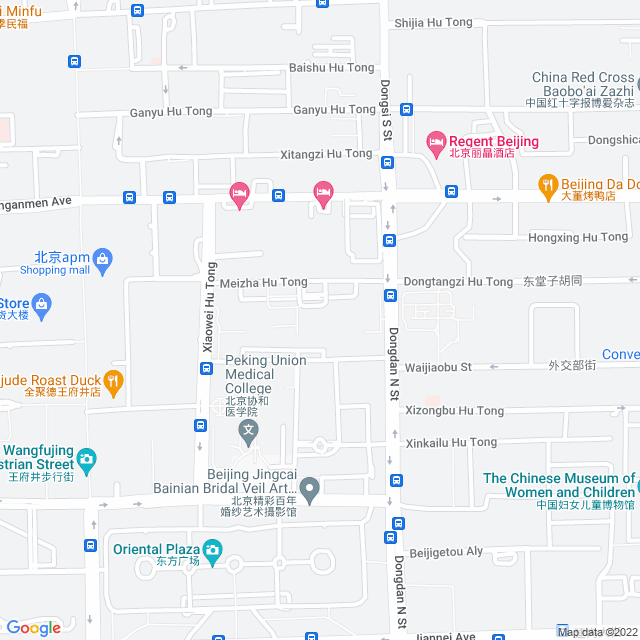 i Minfu
季民福
Shijia Hu Tong
Baishu Hu Tong
Dongsi S St
China Red Cross
Baobo'ai Zazhi
中国红十字报博爱杂志
Ganyu Hu Tong
Ganyu Hu Tong
Regent Beijing
北京丽晶酒店
Dongshica
Xitangzi Hu Tong
Beijing Da Do
大董烤鸭店
nganmen Ave
Hongxing Hu Tong
北京apm
Shopping mall
Xiaowei Hu Tong
Meizha Hu Tong
Dongtangzi Hu Tong
东堂子胡同
Store
货大楼
Dongdan N St
Peking Union
Medical
College
北京协和
医学院
Conve
Waijiaobu St
外交部街
jude Roast Duck
全聚德王府井店
Xizongbu Hu Tong
Xinkailu Hu Tong
Wangfujing
strian Street
王府井步行街
Beijing Jingcai
Bainian Bridal Veil Art...
北京精彩百年
婚纱艺术摄影馆
The Chinese Museum of
Women and Children
中国妇女儿童博物馆
Oriental Plaza
东方广场
Beijigetou Aly
Dongdan N St
Google
Map data ©2022
Jiannei Ave